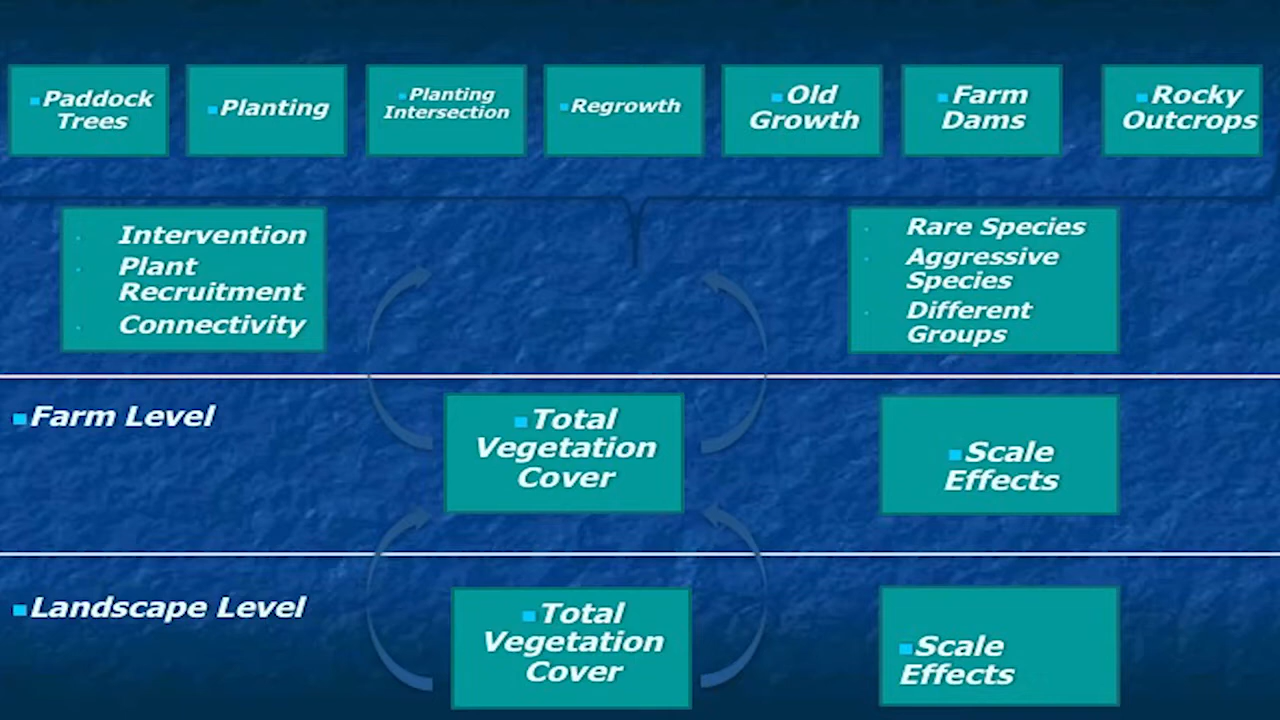 Paddock
Trees
Planting
Planting
Intersection
Regrowth
Old
Growth
Farm
Dams
Rocky
Outcrops
Intervention
Plant
Recruitment
Connectivity
Rare Species
Aggressive
Species
Different
Groups
Farm Level
Total
Vegetation
Cover
Scale
Effects
Landscape Level
Total
Vegetation
Cover
Scale
Effects